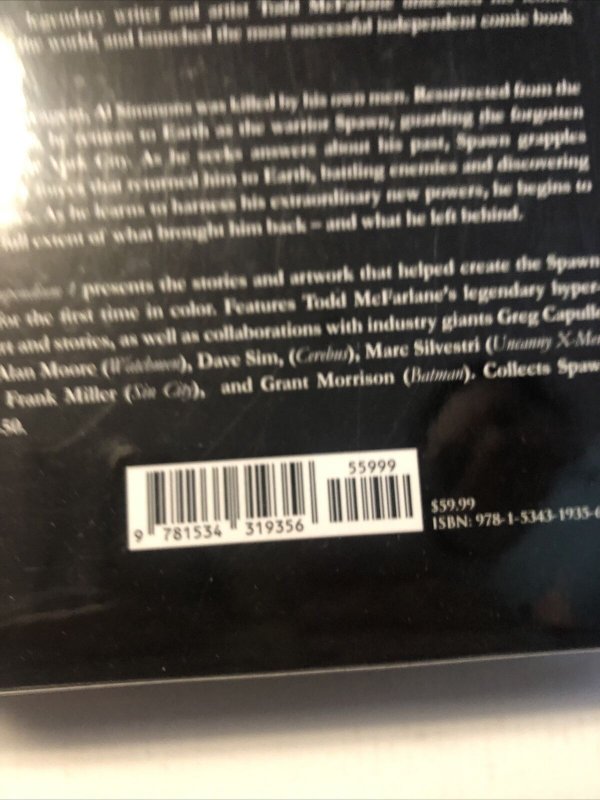 legendary writer and artist Todd McFarlane
the world, and launched the most successful independent comic book
Al Simmons was killed by his own men. Resurrected from the
returns to Earth as the warrior Spawn, guarding the forgotten
York City. As he seeks answers about his past, Spawn grapples
forces that returned him to Earth, battling enemies and discovering
As he learns to harness his extraordinary new powers, he begins to
full extent of what brought him back – and what he left behind.
presents the stories and artwork that helped create the Spawn
for the first time in color. Features Todd McFarlane's legendary hyper-
and stories, as well as collaborations with industry giants Greg Capullo
Alan Moore (Watchmen), Dave Sim, (Cerebus), Marc Silvestri (Uncanny X-Men
Frank Miller (Sin City), and Grant Morrison (Batman). Collects Spaw
-50.
55999
9 781534 319356
$59.99
ISBN: 978-1-5343-1935-6